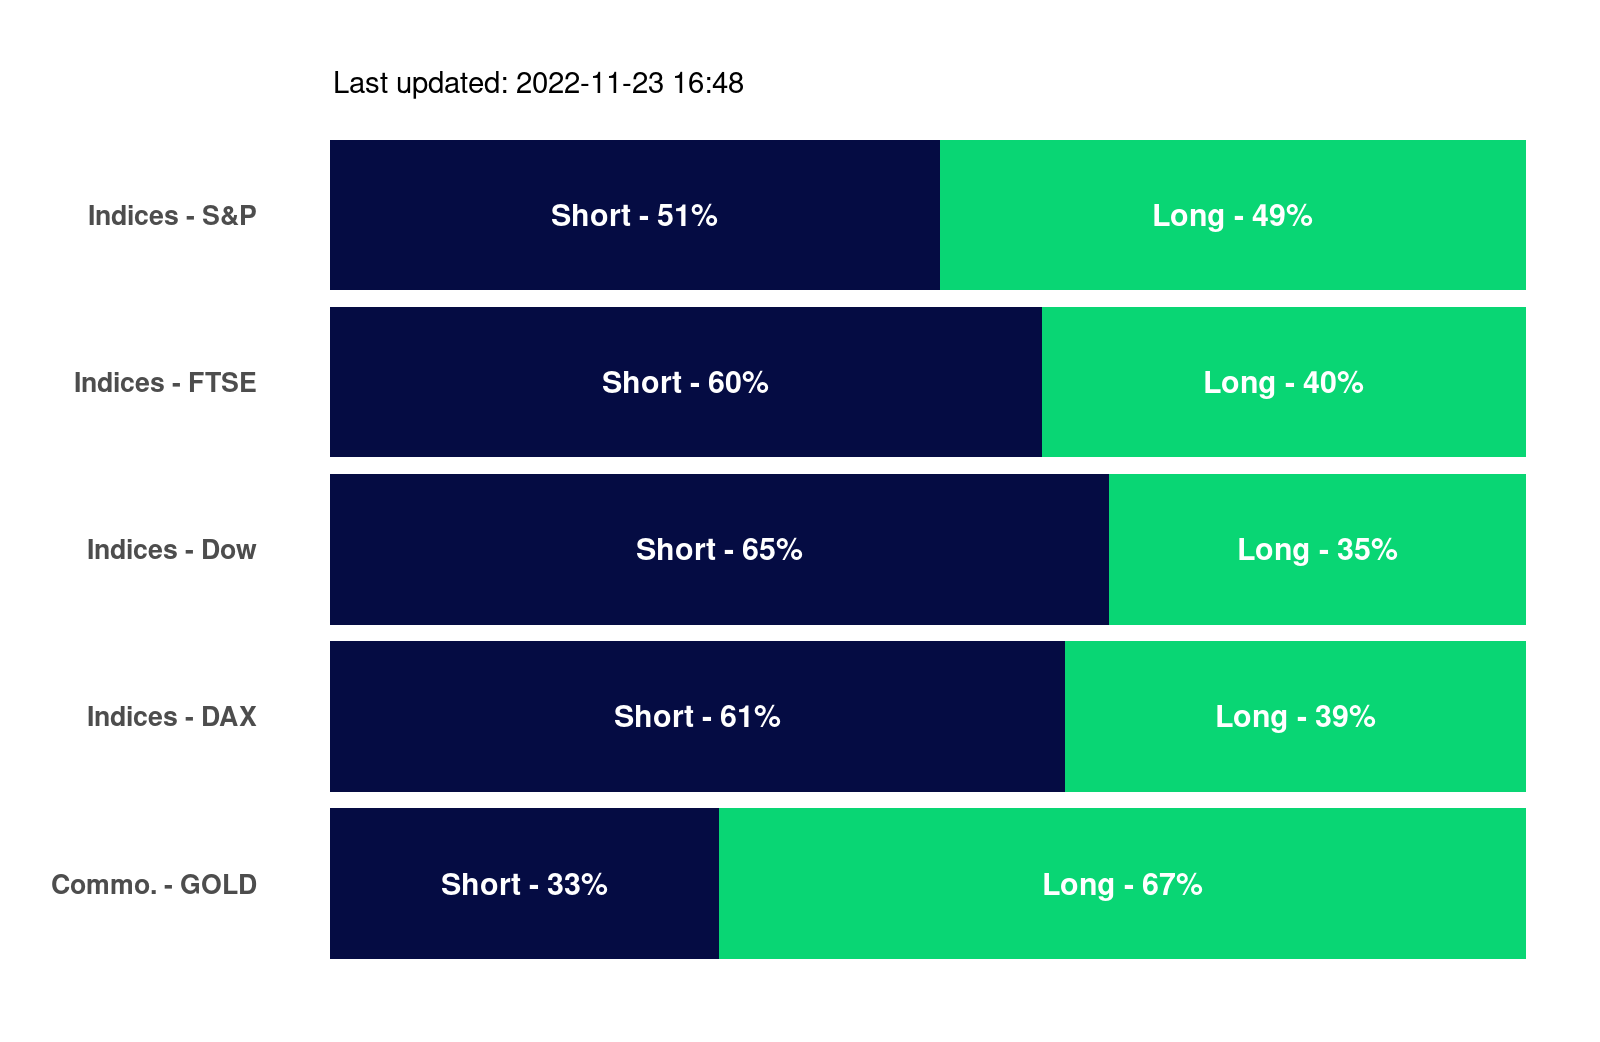 Last updated: 2022-11-23 16:48
Indices - S&P
Short - 51%
Long - 49%
Indices - FTSE
Short - 60%
Long - 40%
Indices - Dow
Short - 65%
Long - 35%
Indices - DAX
Short - 61%
Long - 39%
Commo. - GOLD
Short - 33%
Long - 67%